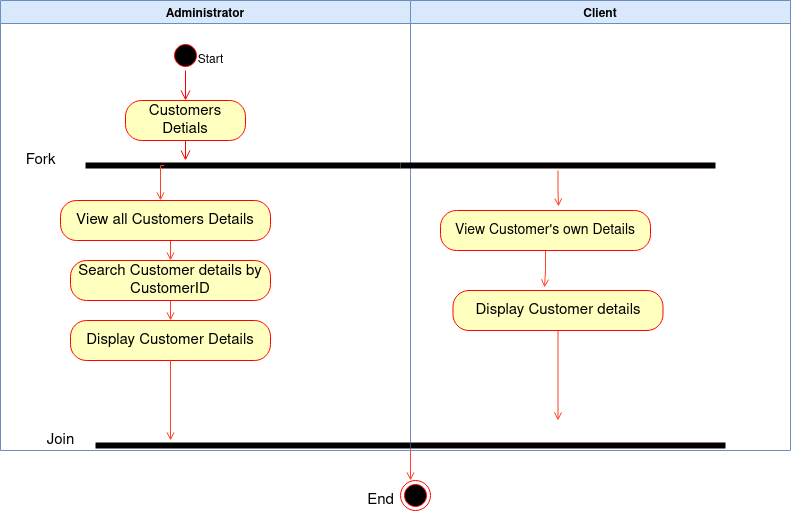 Administrator
Client
Start
Customers
Detials
Fork
View all Customers Details
View Customer's own Details
Search Customer details by
CustomerID
Display Customer details
Display Customer Details
Join
End